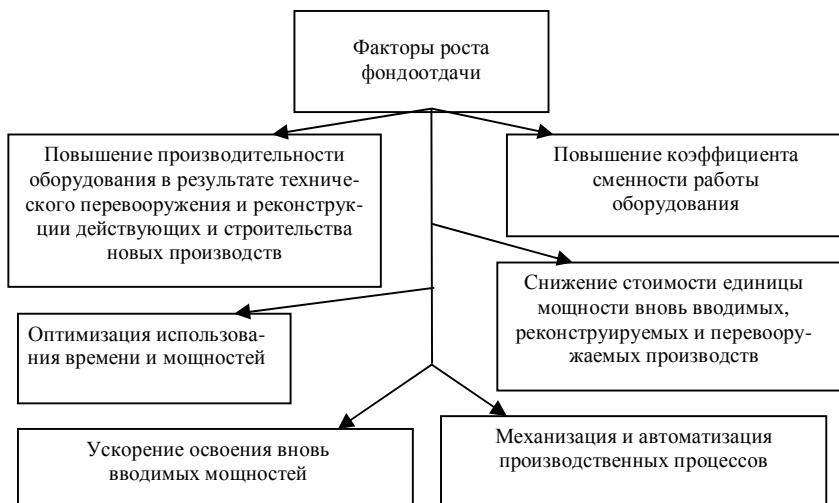 Факторы роста
фондоотдачи
Повышение производительности
оборудования в результате техниче-
ского перевооружения и реконструк-
ции действующих и строительства
новых производств
Повышение коэффициента
сменности работы
оборудования
Снижение стоимости единицы
мощности вновь вводимых,
реконструируемых и перевоору-
жаемых производств
Оптимизация использова-
ния времени и мощностей
Ускорение освоения вновь
вводимых мощностей
Механизация и автоматизация
производственных процессов